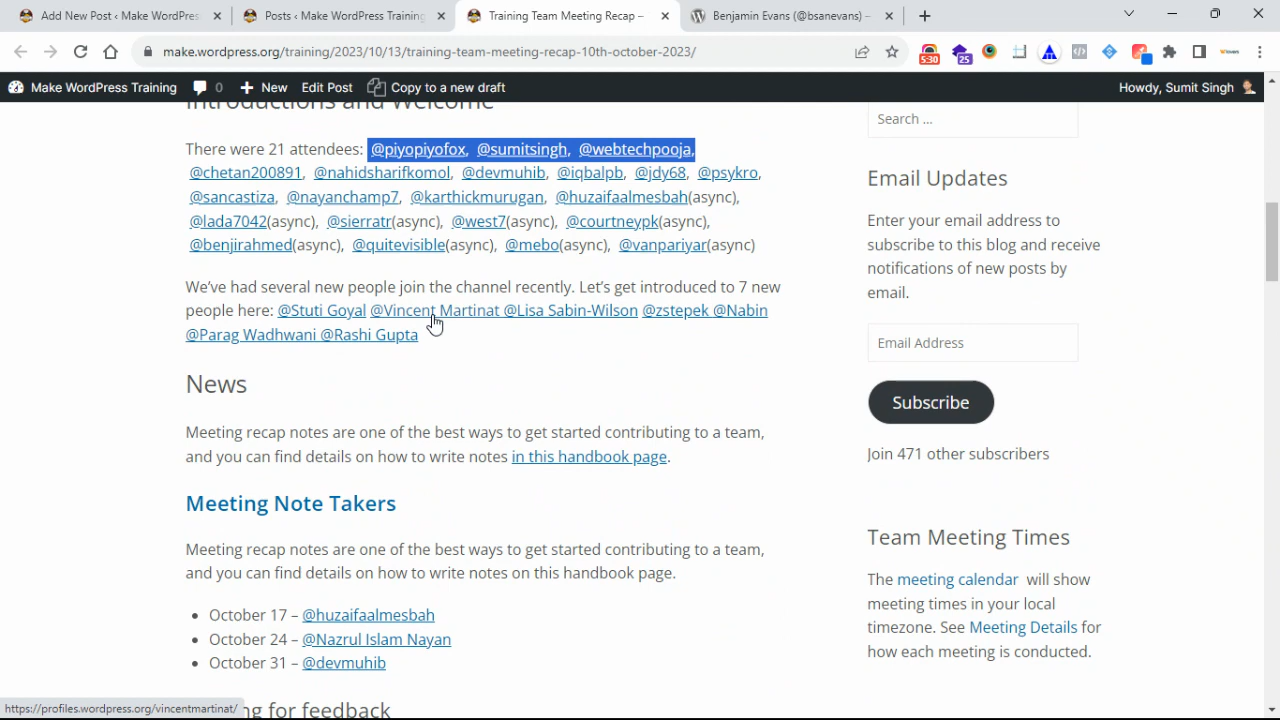 Add New Post ‹ Make WordPres
Posts ‹ Make WordPress Training
Training Team Meeting Recap –
Benjamin Evans (@bsanevans) –
make.wordpress.org/training/2023/10/13/training-team-meeting-recap-10th-october-2023/
5:30
25
Make WordPress Training
0
New
Edit Post
Copy to a new draft
Howdy, Sumit Singh
Introductions and Welcome
There were 21 attendees: @piyopiyofox, @sumitsingh, @webtechpooja,
@chetan200891, @nahidsharifkomol, @devmuhib, @iqbalpb, @jdy68, @psykro,
@sancastiza, @nayanchamp7, @karthickmurugan, @huzaifaalmesbah(async),
@lada7042(async), @sierratr(async), @west7(async), @courtneypk(async),
@benjirahmed(async), @quitevisible(async), @mebo(async), @vanpariyar(async)
We've had several new people join the channel recently. Let's get introduced to 7 new
people here: @Stuti Goyal @Vincent Martinat @Lisa Sabin-Wilson @zstepek @Nabin
@Parag Wadhwani @Rashi Gupta
News
Meeting recap notes are one of the best ways to get started contributing to a team,
and you can find details on how to write notes in this handbook page.
Meeting Note Takers
Meeting recap notes are one of the best ways to get started contributing to a team,
and you can find details on how to write notes on this handbook page.
October 17 – @huzaifaalmesbah
October 24 – @Nazrul Islam Nayan
October 31 – @devmuhib
ng for feedback
https://profiles.wordpress.org/vincentmartinat/
Search …
Email Updates
Enter your email address to
subscribe to this blog and receive
notifications of new posts by
email.
Email Address
Subscribe
Join 471 other subscribers
Team Meeting Times
The meeting calendar will show
meeting times in your local
timezone. See Meeting Details for
how each meeting is conducted.